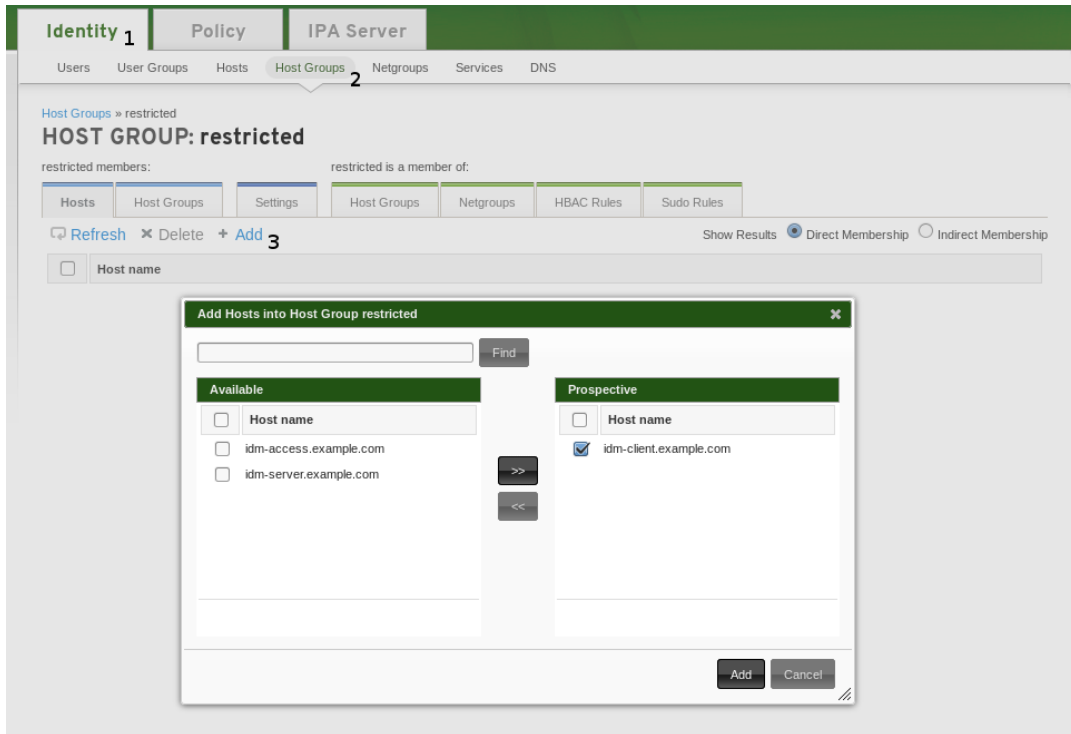 Identity 1 Policy IPA Server
Users User Groups Hosts Host Groups 2 Netgroups Services DNS
Host Groups » restricted
HOST GROUP: restricted
restricted members: restricted is a member of:
Hosts Host Groups Settings Host Groups Netgroups HBAC Rules Sudo Rules
Refresh Delete + Add 3 Show Results Direct Membership Indirect Membership
Host name
Add Hosts into Host Group restricted
Find
Available Prospective
Host name Host name
idm-access.example.com idm-client.example.com
idm-server.example.com
>>
<<
Add Cancel